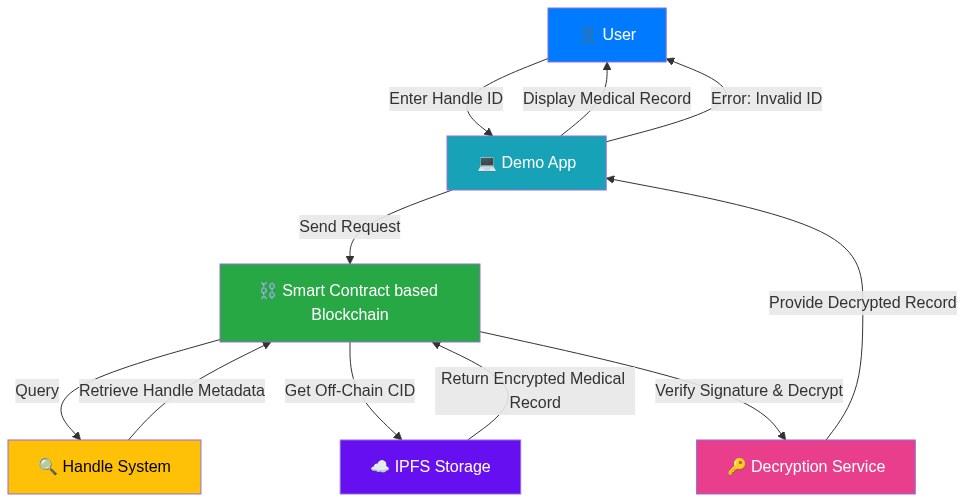 User
Enter Handle ID
Display Medical Record
Error: Invalid ID
Demo App
Send Request
Smart Contract based
Blockchain
Provide Decrypted Record
Query
Retrieve Handle Metadata
Get Off-Chain CID
Return Encrypted Medical
Record
Verify Signature & Decrypt
Handle System
IPFS Storage
Decryption Service